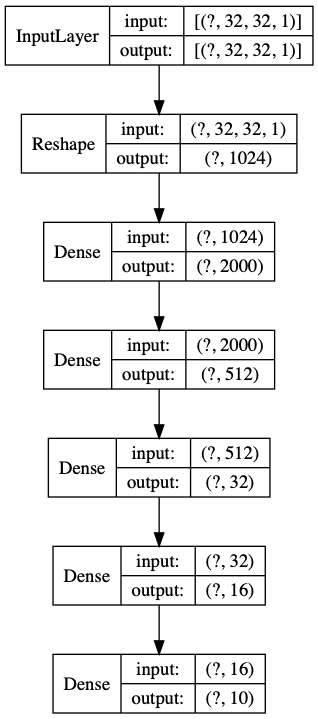 InputLayer
input: [(?, 32, 32, 1)]
output: [(?, 32, 32, 1)]
Reshape
input: (?, 32, 32, 1)
output: (?, 1024)
Dense
input: (?, 1024)
output: (?, 2000)
Dense
input: (?, 2000)
output: (?, 512)
Dense
input: (?, 512)
output: (?, 32)
Dense
input: (?, 32)
output: (?, 16)
Dense
input: (?, 16)
output: (?, 10)